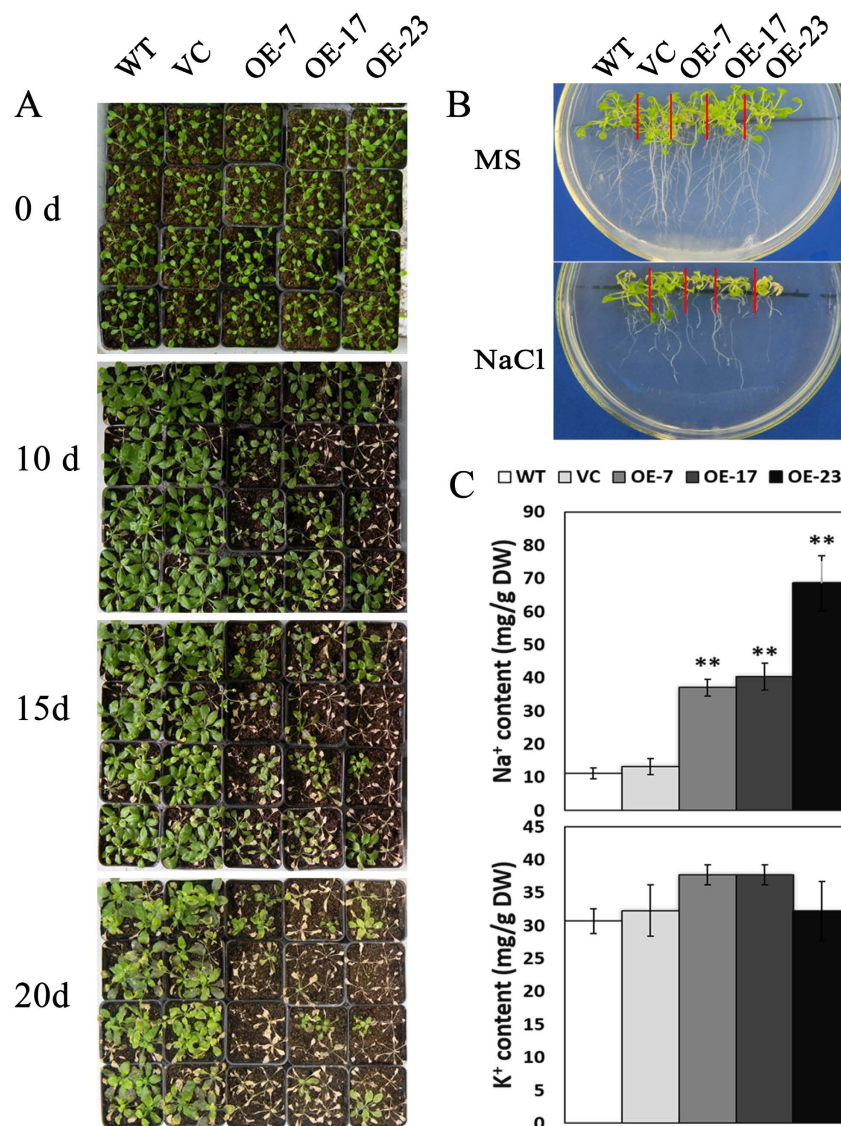 WT VC OE-7 OE-17 OE-23
A
0 d
10 d
15d
20d
WT VC OE-7 OE-17 OE-23
B
MS
NaCl
C
WT VC OE-7 OE-17 OE-23
Na⁺ content (mg/g DW)
90
80
70
60
50
40
30
20
10
0
**
**
**
K⁺ content (mg/g DW)
45
40
35
30
25
20
15
10
5
0